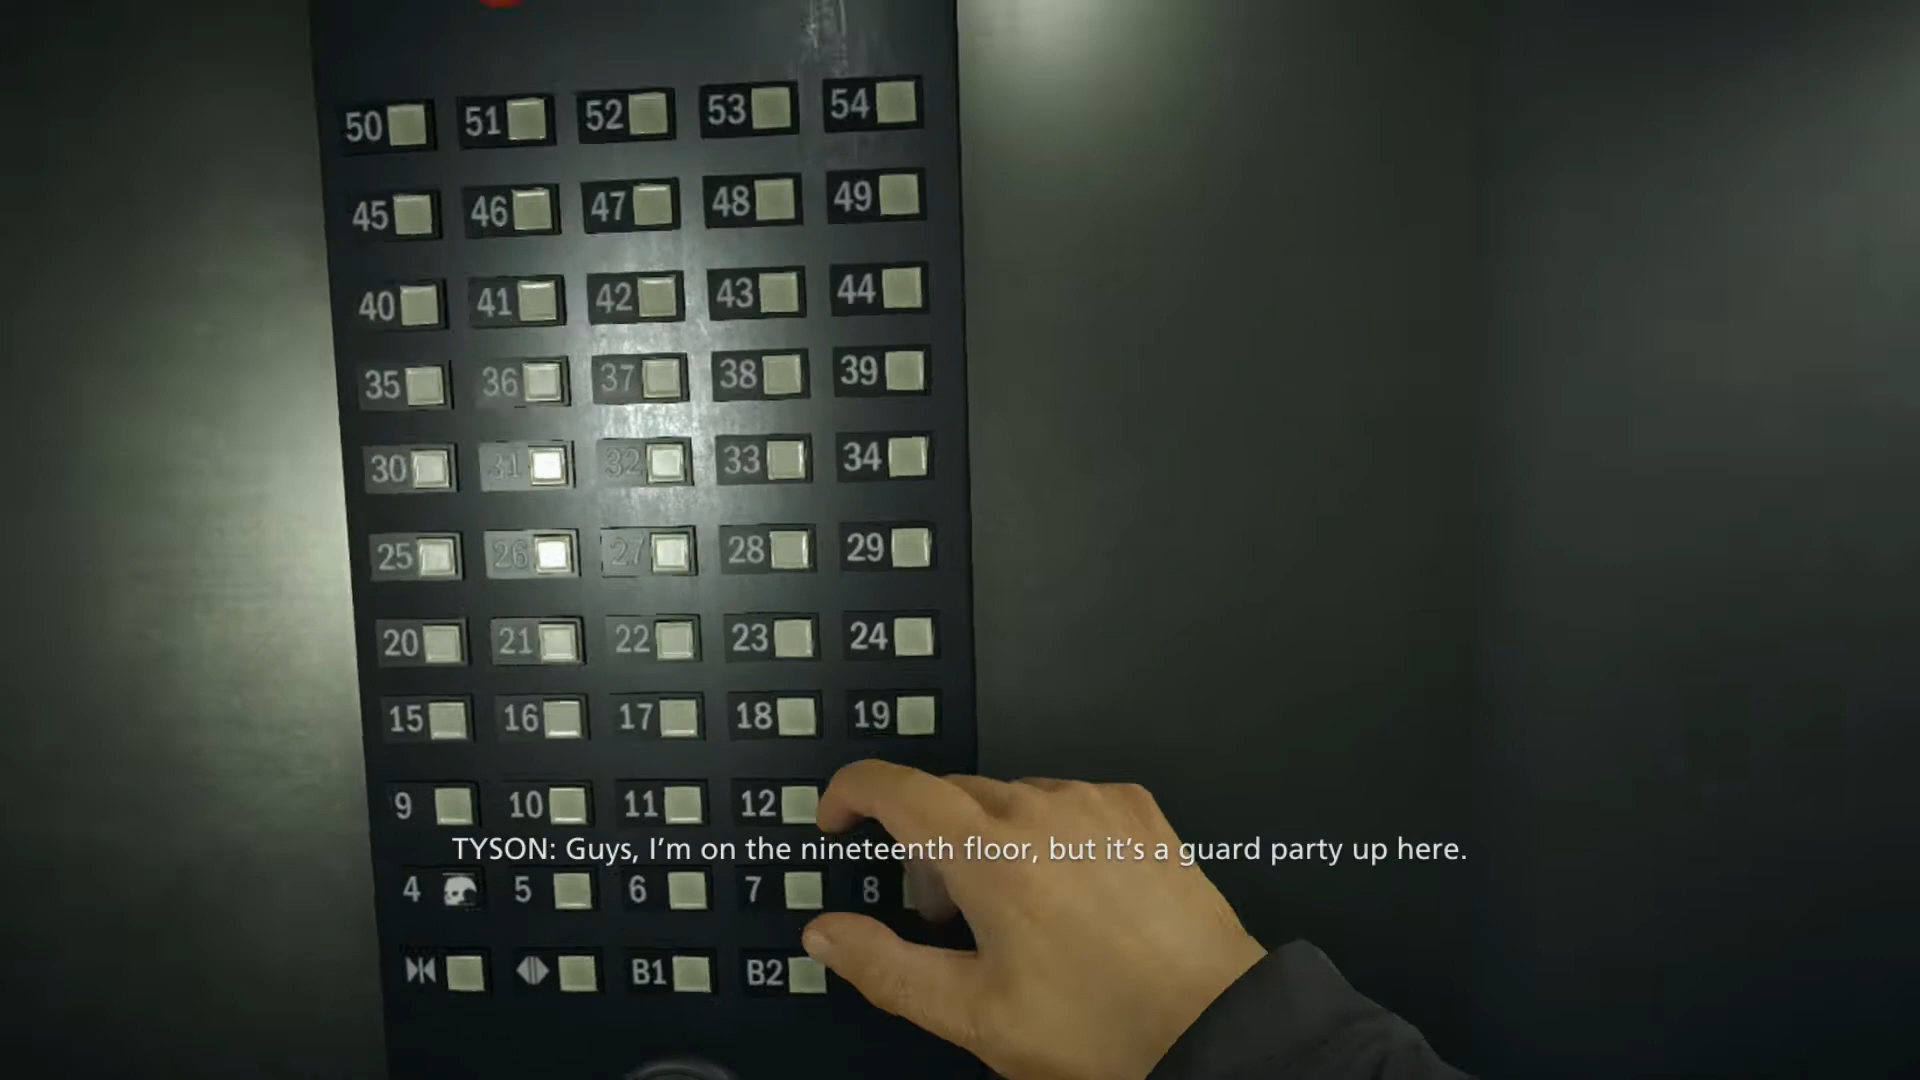 50 51 52 53 54
45 46 47 48 49
40 41 42 43 44
35 36 37 38 39
30 31 32 33 34
25 26 27 28 29
20 21 22 23 24
15 16 17 18 19
9 10 11 12
TYSON: Guys, I'm on the nineteenth floor, but it's a guard party up here.
4 5 6 7 8
B1 B2